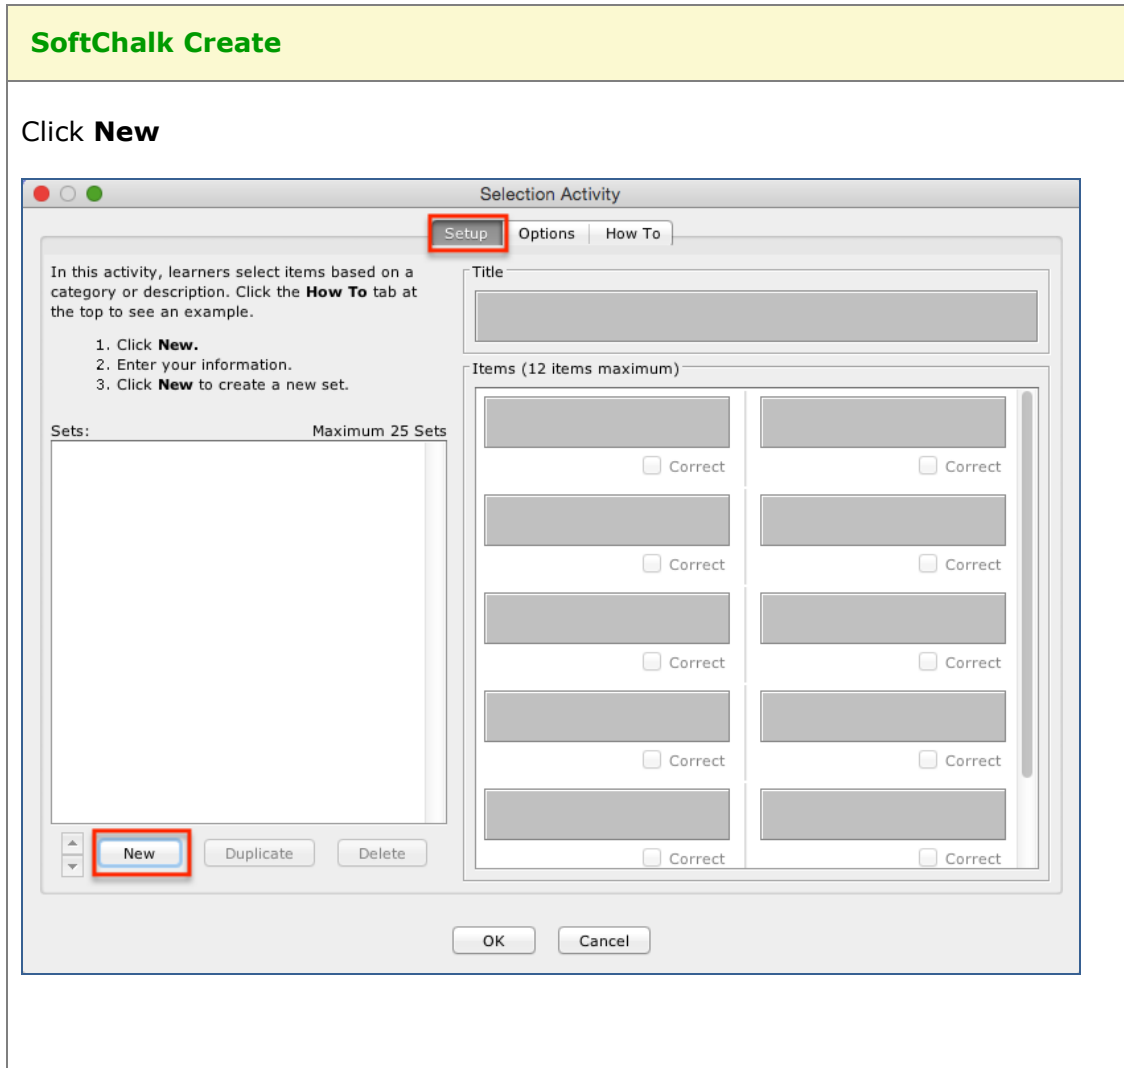 SoftChalk Create
Click New
Selection Activity
Setup Options How To
In this activity, learners select items based on a
category or description. Click the How To tab at
the top to see an example.
1. Click New.
2. Enter your information.
3. Click New to create a new set.
Sets: Maximum 25 Sets
New Duplicate Delete
Title
Items (12 items maximum)
Correct Correct
Correct Correct
Correct Correct
Correct Correct
Correct Correct
OK Cancel